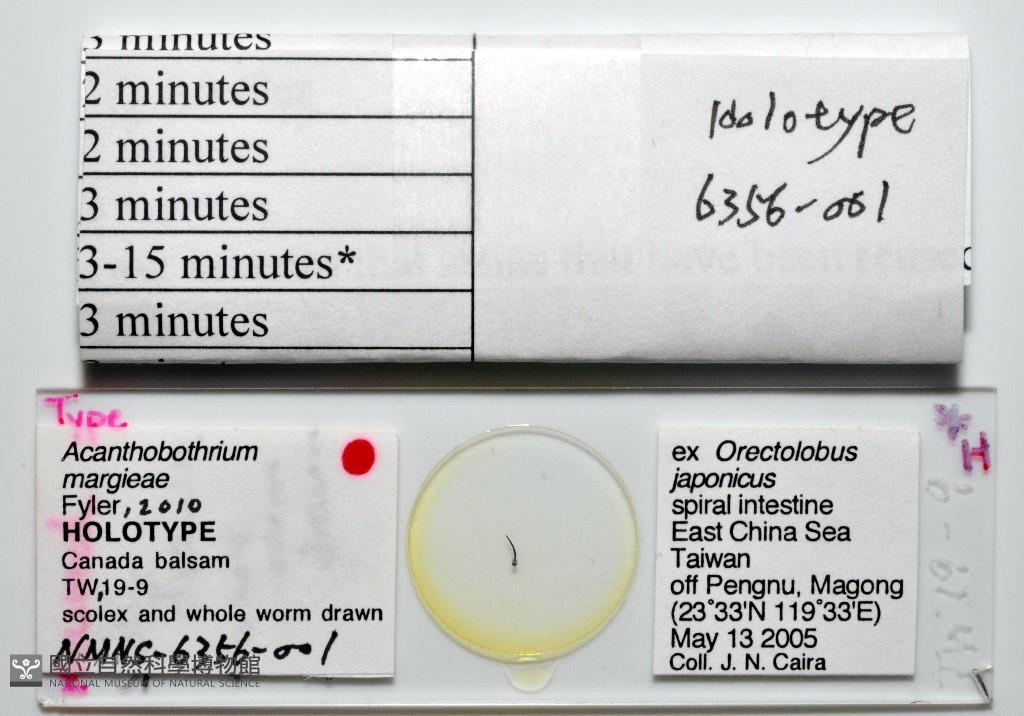 3 minutes
2 minutes
2 minutes
3 minutes
3-15 minutes*
3 minutes
Holotype
6356-001
Type
Acanthobothrium
margieae
Fyler, 2010
HOLOTYPE
Canada balsam
TW,19-9
scolex and whole worm drawn
NMNS-6356-001
國立自然科學博物館
NATIONAL MUSEUM OF NATURAL SCIENCE
ex Orectolobus
japonicus
spiral intestine
East China Sea
Taiwan
off Pengnu, Magong
(23°33'N 119°33'E)
May 13 2005
Coll. J. N. Caira
*H